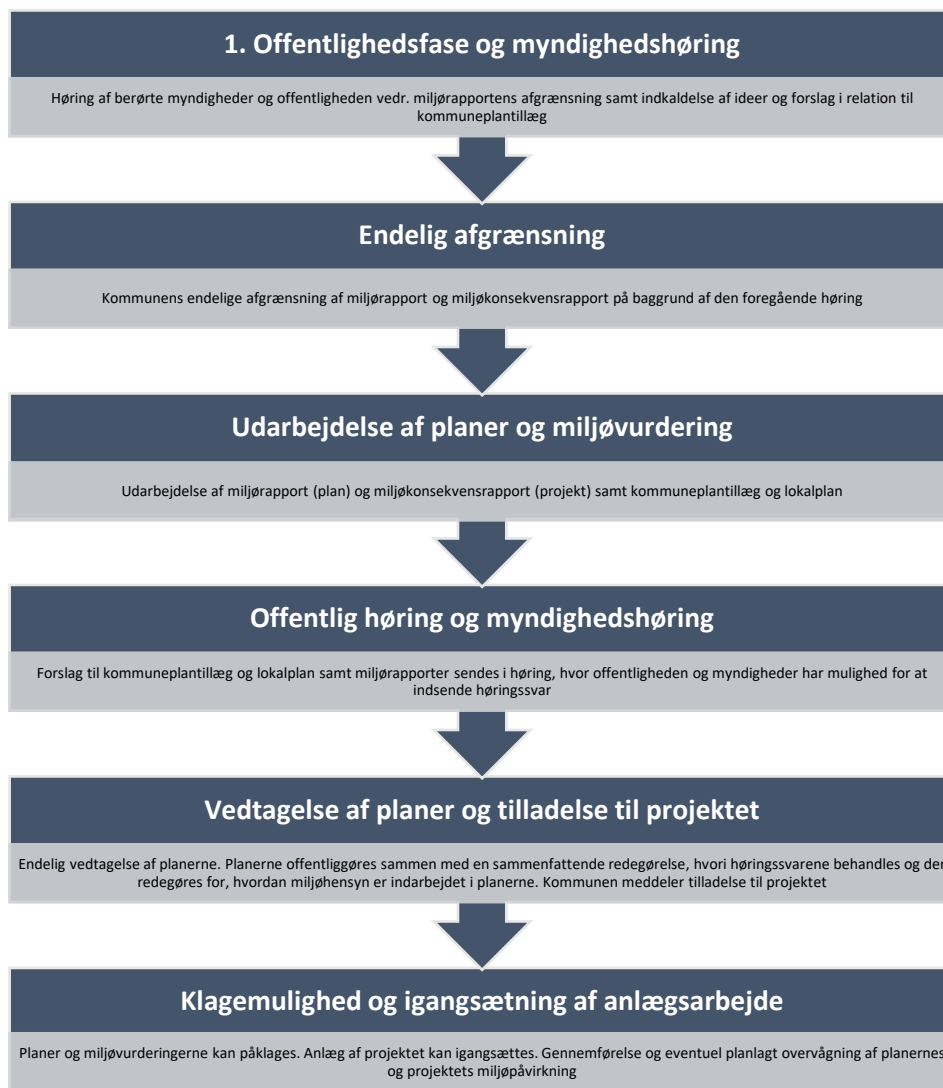 1. Offentlighedsfase og myndighedshøring
Høring af berørte myndigheder og offentligheden vedr. miljørapportens afgrænsning samt indkaldelse af ideer og forslag i relation til
kommuneplantillæg
Endelig afgrænsning
Kommunens endelige afgrænsning af miljørapport og miljøkonsekvensrapport på baggrund af den foregående høring
Udarbejdelse af planer og miljøvurdering
Udarbejdelse af miljørapport (plan) og miljøkonsekvensrapport (projekt) samt kommuneplantillæg og lokalplan
Offentlig høring og myndighedshøring
Forslag til kommuneplantillæg og lokalplan samt miljørapporter sendes i høring, hvor offentligheden og myndigheder har mulighed for at
indsende høringssvar
Vedtagelse af planer og tilladelse til projektet
Endelig vedtagelse af planerne. Planerne offentliggøres sammen med en sammenfattende redegørelse, hvori høringssvarene behandles og der
redegøres for, hvordan miljøhensyn er indarbejdet i planerne. Kommunen meddeler tilladelse til projektet
Klagemulighed og igangsætning af anlægsarbejde
Planer og miljøvurderingerne kan påklages. Anlæg af projektet kan igangsættes. Gennemførelse og eventuel planlagt overvågning af planernes
og projektets miljøpåvirkning